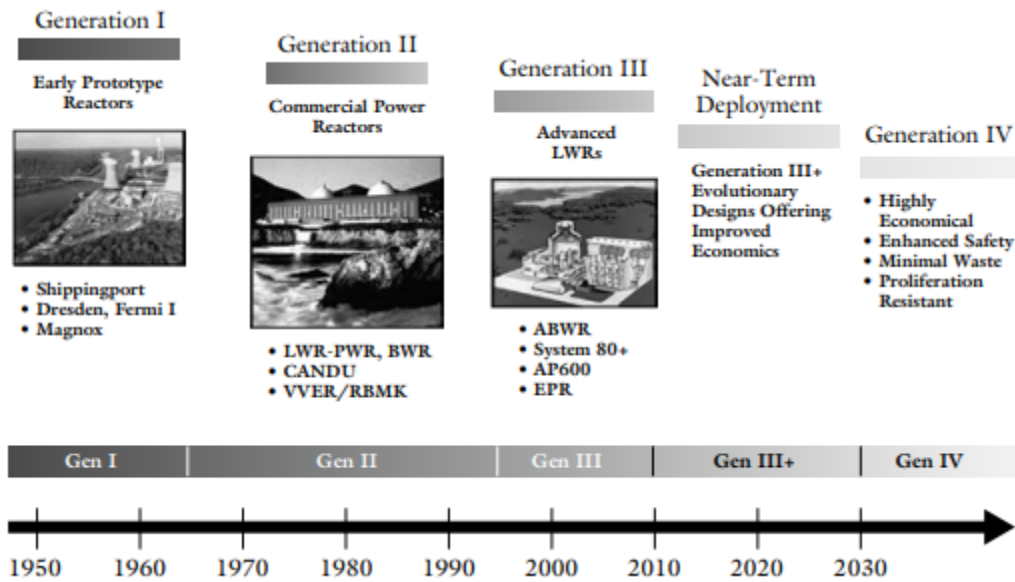 Generation I
Early Prototype
Reactors
• Shippingport
• Dresden, Fermi I
• Magnox
Generation II
Commercial Power
Reactors
• LWR-PWR, BWR
• CANDU
• VVER/RBMK
Generation III
Advanced
LWRs
• ABWR
• System 80+
• AP600
• EPR
Near-Term
Deployment
Generation III+
Evolutionary
Designs Offering
Improved
Economics
Generation IV
• Highly
Economical
• Enhanced Safety
• Minimal Waste
• Proliferation
Resistant
Gen I Gen II Gen III Gen III+ Gen IV
1950 1960 1970 1980 1990 2000 2010 2020 2030